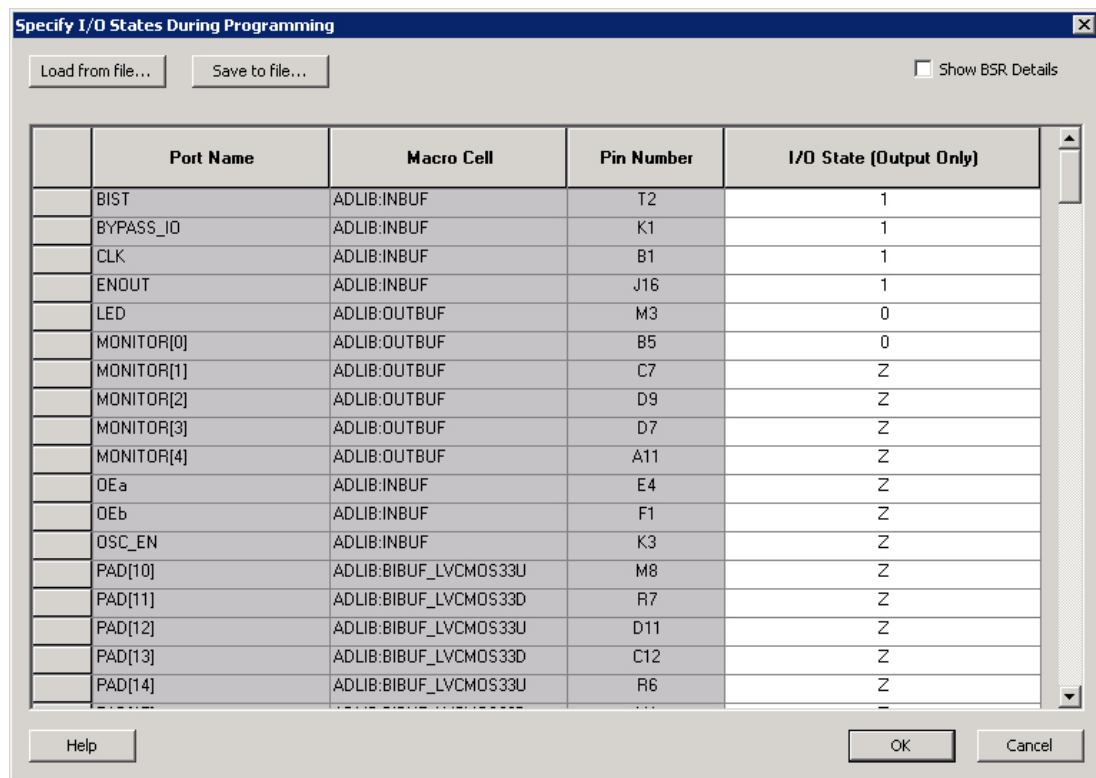 Specify I/O States During Programming
Load from file... Save to file... Show BSR Details
Port Name Macro Cell Pin Number I/O State (Output Only)
BIST ADLIB:INBUF T2 1
BYPASS_IO ADLIB:INBUF K1 1
CLK ADLIB:INBUF B1 1
ENOUT ADLIB:INBUF J16 1
LED ADLIB:OUTBUF M3 0
MONITOR[0] ADLIB:OUTBUF B5 0
MONITOR[1] ADLIB:OUTBUF C7 Z
MONITOR[2] ADLIB:OUTBUF D9 Z
MONITOR[3] ADLIB:OUTBUF D7 Z
MONITOR[4] ADLIB:OUTBUF A11 Z
OEa ADLIB:INBUF E4 Z
OEb ADLIB:INBUF F1 Z
OSC_EN ADLIB:INBUF K3 Z
PAD[10] ADLIB:BIBUF_LVCMOS33U M8 Z
PAD[11] ADLIB:BIBUF_LVCMOS33D R7 Z
PAD[12] ADLIB:BIBUF_LVCMOS33U D11 Z
PAD[13] ADLIB:BIBUF_LVCMOS33D C12 Z
PAD[14] ADLIB:BIBUF_LVCMOS33U R6 Z
Help OK Cancel